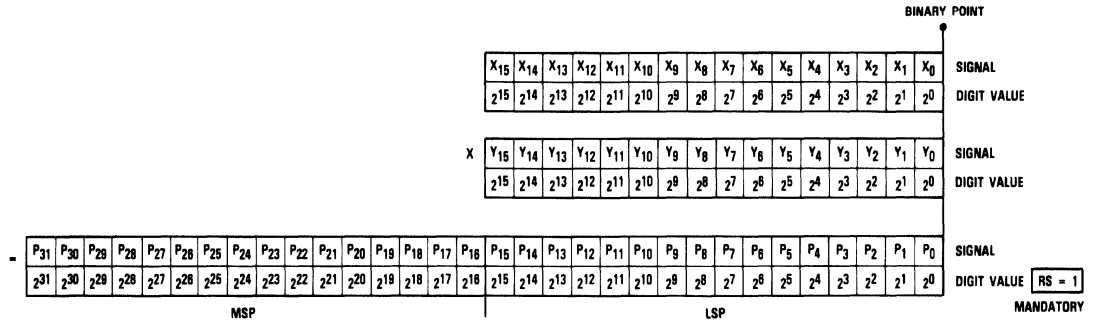 BINARY POINT
X15 X14 X13 X12 X11 X10 X9 X8 X7 X6 X5 X4 X3 X2 X1 X0 SIGNAL
2^15 2^14 2^13 2^12 2^11 2^10 2^9 2^8 2^7 2^6 2^5 2^4 2^3 2^2 2^1 2^0 DIGIT VALUE
X Y15 Y14 Y13 Y12 Y11 Y10 Y9 Y8 Y7 Y6 Y5 Y4 Y3 Y2 Y1 Y0 SIGNAL
2^15 2^14 2^13 2^12 2^11 2^10 2^9 2^8 2^7 2^6 2^5 2^4 2^3 2^2 2^1 2^0 DIGIT VALUE
= P31 P30 P29 P28 P27 P26 P25 P24 P23 P22 P21 P20 P19 P18 P17 P16 P15 P14 P13 P12 P11 P10 P9 P8 P7 P6 P5 P4 P3 P2 P1 P0 SIGNAL
2^31 2^30 2^29 2^28 2^27 2^26 2^25 2^24 2^23 2^22 2^21 2^20 2^19 2^18 2^17 2^16 2^15 2^14 2^13 2^12 2^11 2^10 2^9 2^8 2^7 2^6 2^5 2^4 2^3 2^2 2^1 2^0 DIGIT VALUE RS = 1
MSP LSP MANDATORY